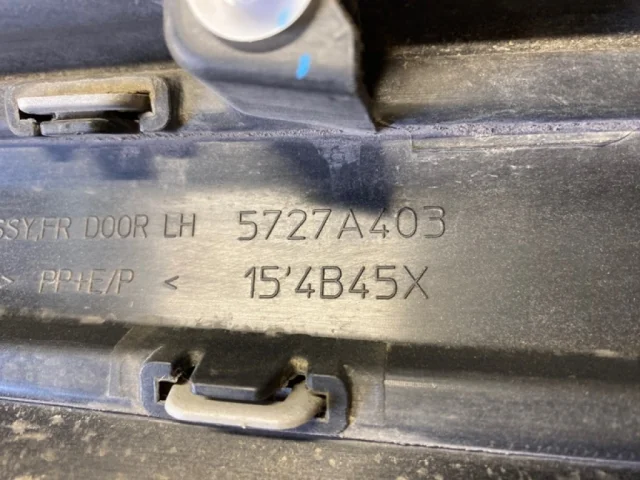 SSY,FR DOOR LH 5727A403
> PP+E/P < 15'4B45X